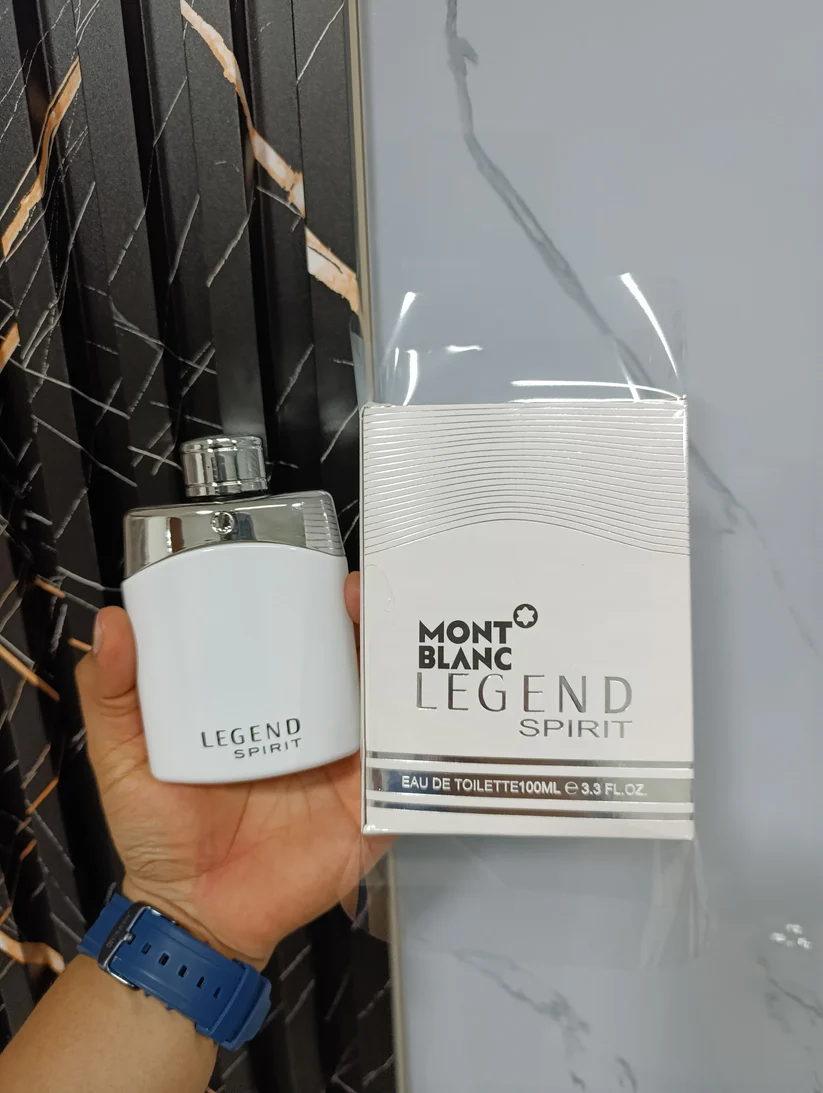 LEGEND
SPIRIT
MONT
BLANC
LEGEND
SPIRIT
EAU DE TOILETTE100ML ℮ 3.3 FL.OZ.